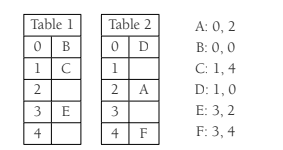 Table 1 Table 2
0 B 0 D
1 C 1
2 2 A
3 E 3
4 4 F
A: 0, 2
B: 0, 0
C: 1, 4
D: 1, 0
E: 3, 2
F: 3, 4